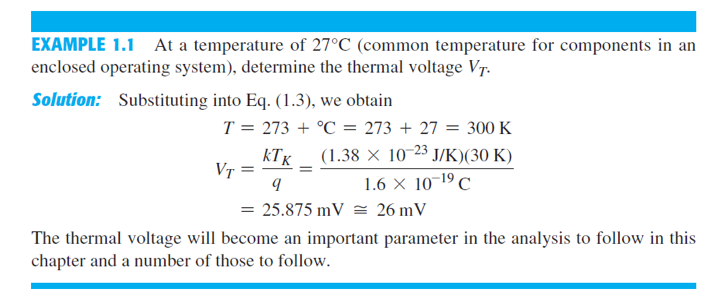 EXAMPLE 1.1 At a temperature of 27°C (common temperature for components in an
enclosed operating system), determine the thermal voltage V_T.
Solution: Substituting into Eq. (1.3), we obtain
T = 273 + °C = 273 + 27 = 300 K
V_T = kT_K / q = (1.38 × 10^−23 J/K)(30 K) / 1.6 × 10^−19 C
= 25.875 mV ≅ 26 mV
The thermal voltage will become an important parameter in the analysis to follow in this
chapter and a number of those to follow.